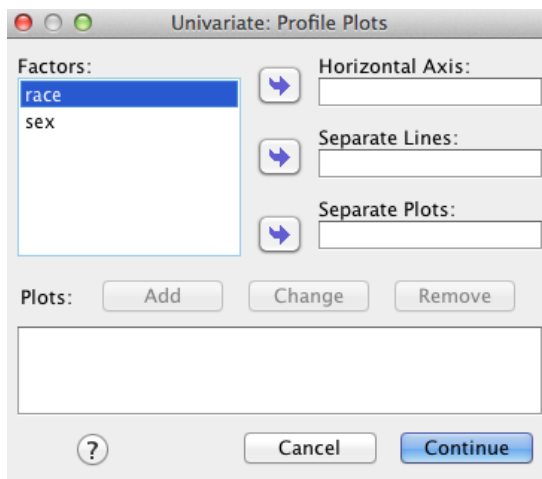 Univariate: Profile Plots
Factors:
race
sex
Horizontal Axis:
Separate Lines:
Separate Plots:
Plots: Add Change Remove
? Cancel Continue